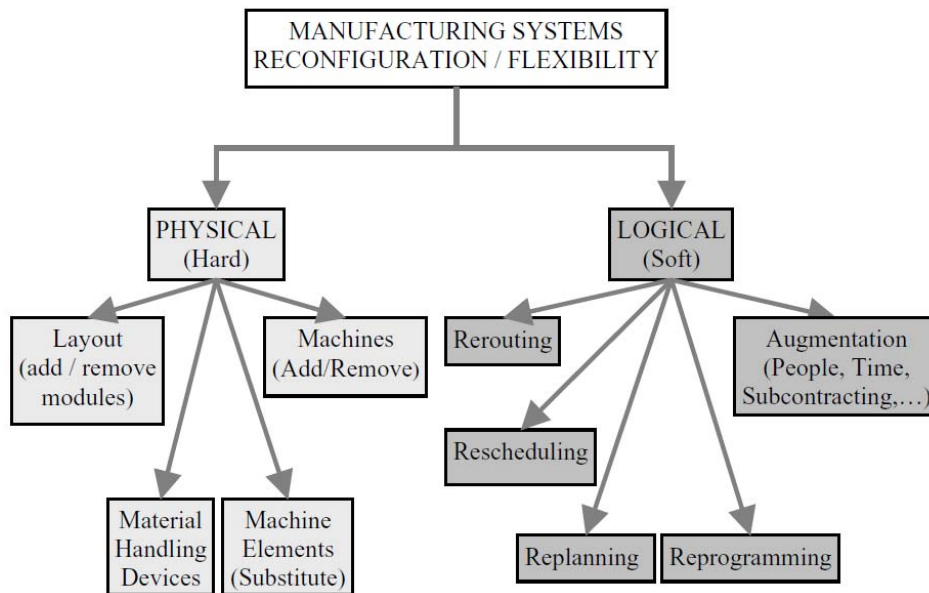 MANUFACTURING SYSTEMS
RECONFIGURATION / FLEXIBILITY
PHYSICAL
(Hard)
LOGICAL
(Soft)
Layout
(add / remove
modules)
Machines
(Add/Remove)
Rerouting
Augmentation
(People, Time,
Subcontracting,...)
Rescheduling
Material
Handling
Devices
Machine
Elements
(Substitute)
Replanning
Reprogramming